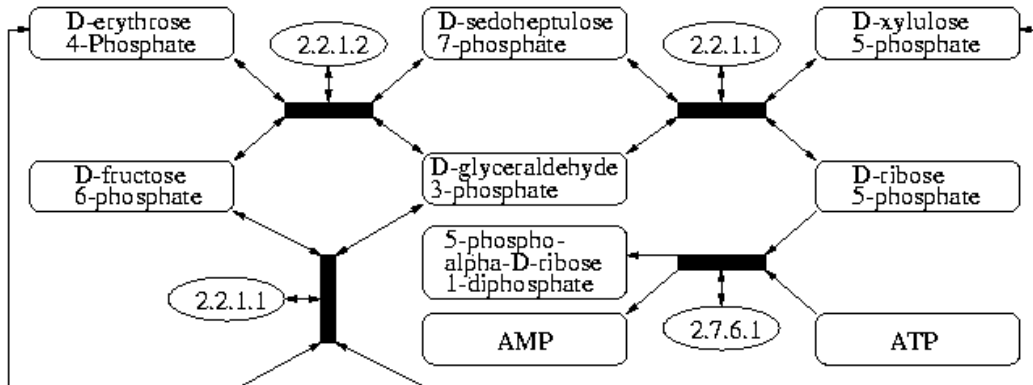 D-erythrose
4-Phosphate
2.2.1.2
D-sedoheptulose
7-phosphate
2.2.1.1
D-xylulose
5-phosphate
D-fructose
6-phosphate
D-glyceraldehyde
3-phosphate
D-ribose
5-phosphate
5-phospho-
alpha-D-ribose
1-diphosphate
2.2.1.1
AMP
2.7.6.1
ATP